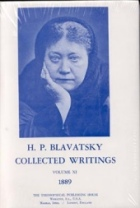 H. P. BLAVATSKY
COLLECTED WRITINGS
VOLUME XI
1889
THE THEOSOPHICAL PUBLISHING HOUSE